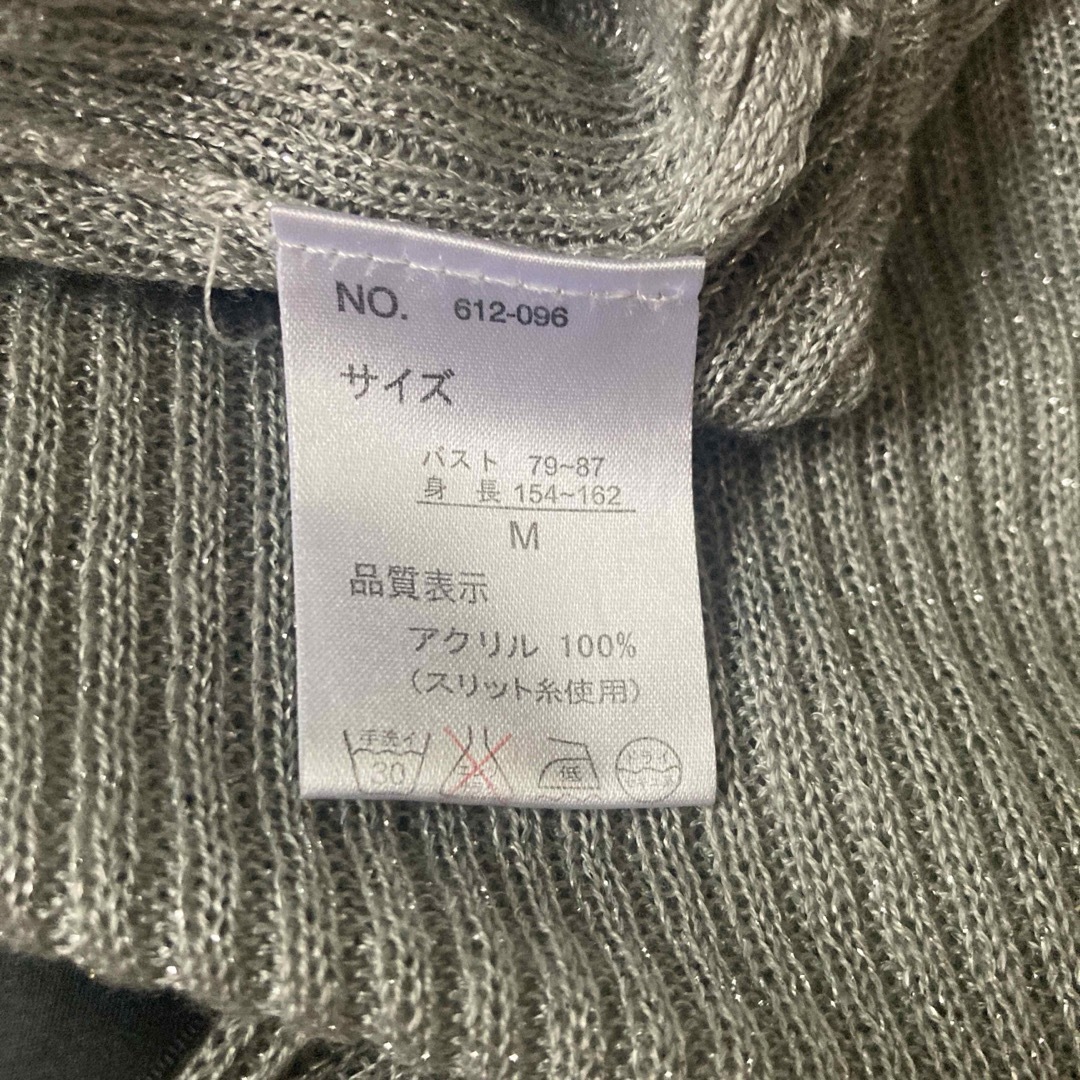 NO. 612-096
サイズ
バスト 79~87
身 長 154~162
M
品質表示
アクリル 100%
(スリット糸使用)
手洗イ 30 低